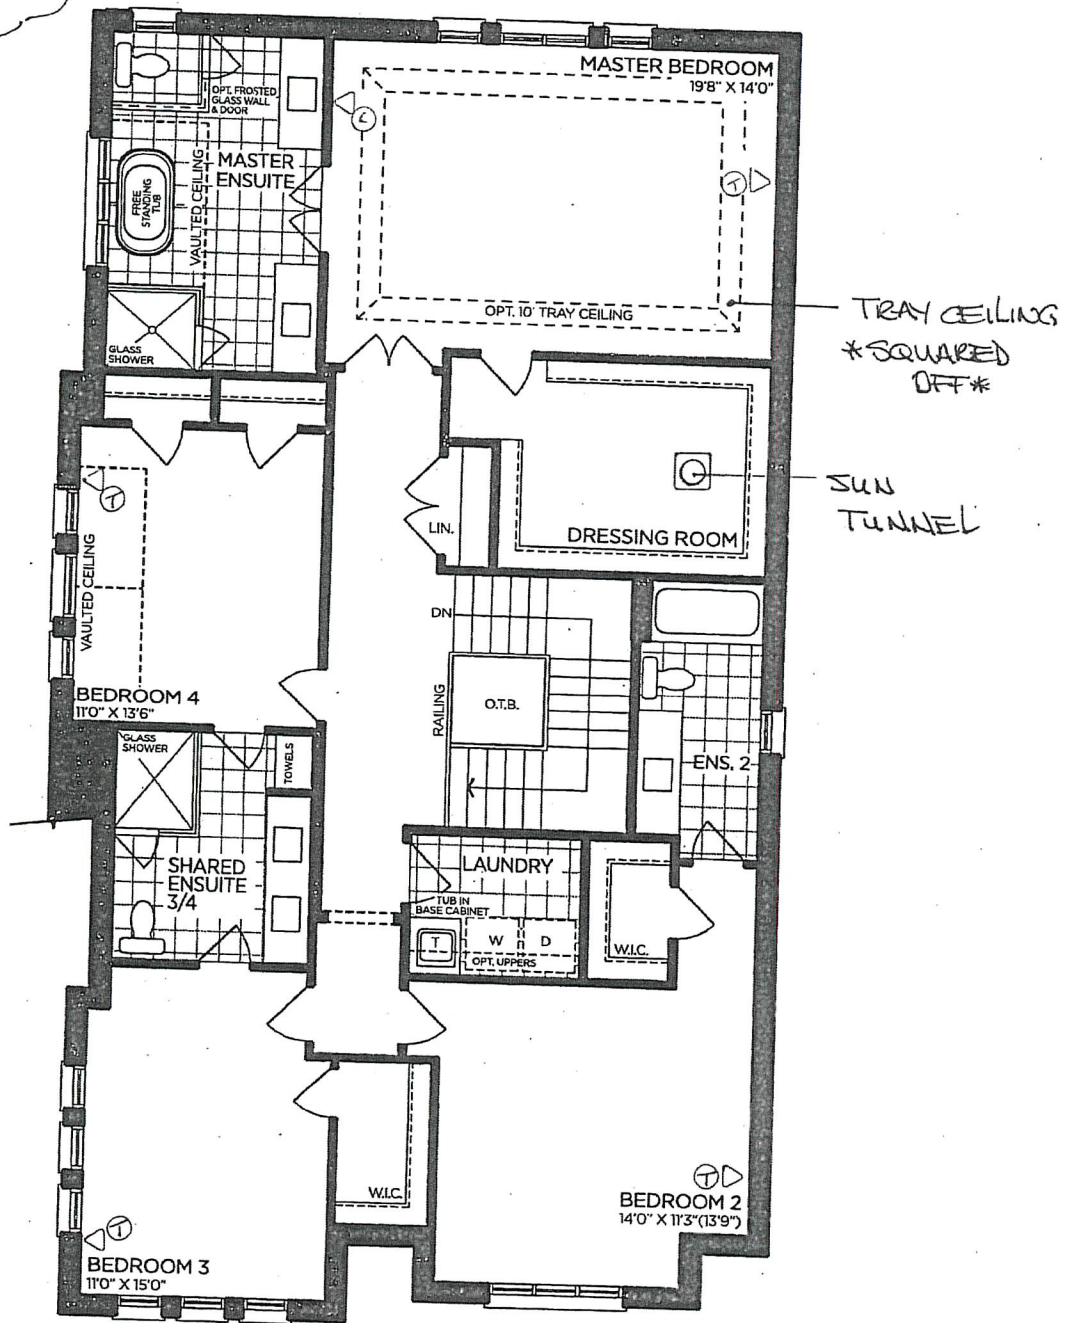 MASTER BEDROOM
19'8" X 14'0"
OPT. FROSTED
GLASS WALL
& DOOR
L
MASTER
ENSUITE
VAULTED CEILING
FREE
STANDING
TUB
T
OPT. 10' TRAY CEILING
TRAY CEILING
*SQUARED
OFF*
GLASS
SHOWER
T
SUN
TUNNEL
LIN.
DRESSING ROOM
VAULTED CEILING
DN
BEDROOM 4
11'0" X 13'6"
RAILING
O.T.B.
GLASS
SHOWER
TOWELS
ENS. 2
SHARED
ENSUITE
3/4
LAUNDRY
TUB IN
BASE CABINET
T
W
D
OPT. UPPERS
W.I.C.
W.I.C.
T
BEDROOM 2
14'0" X 11'3"(13'9")
T
BEDROOM 3
11'0" X 15'0"